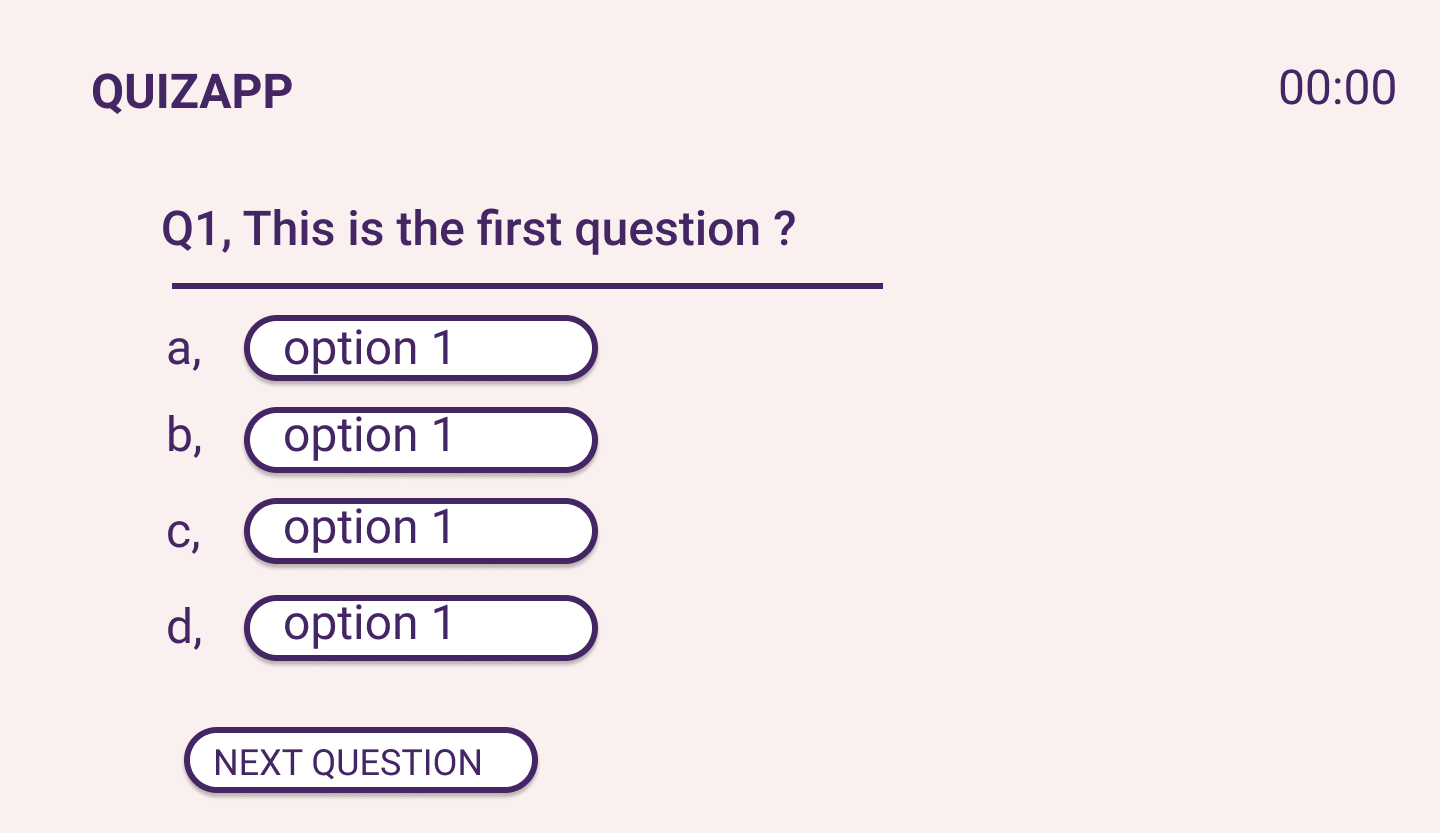 QUIZAPP
00:00
Q1, This is the first question ?
a, option 1
b, option 1
c, option 1
d, option 1
NEXT QUESTION